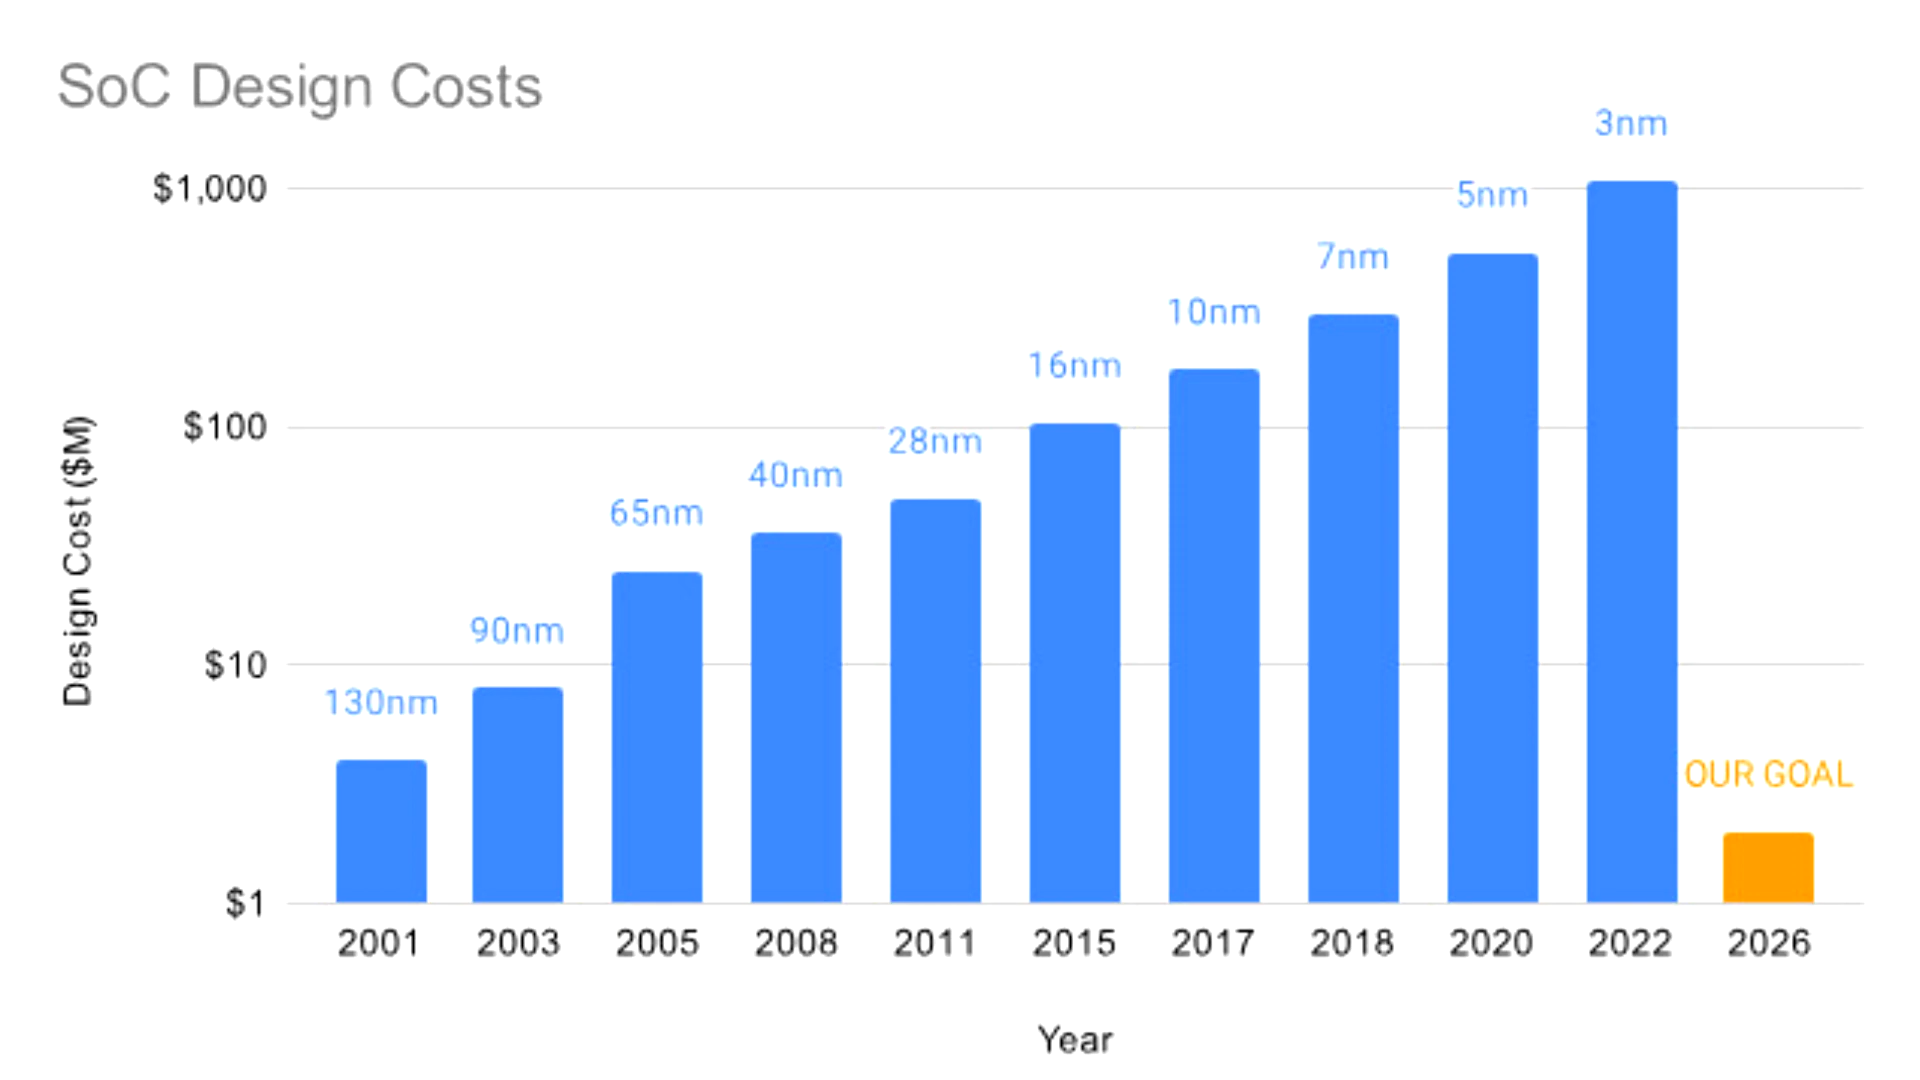 SoC Design Costs
3nm
$1,000
5nm
7nm
10nm
16nm
$100
28nm
40nm
65nm
90nm
$10
130nm
OUR GOAL
$1
Design Cost ($M)
2001 2003 2005 2008 2011 2015 2017 2018 2020 2022 2026
Year